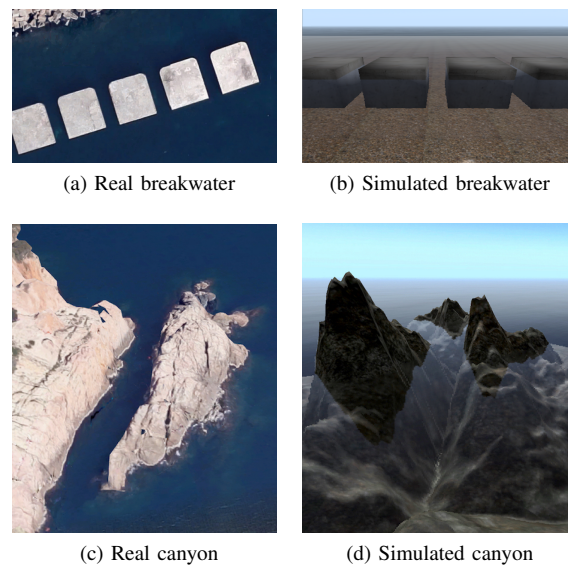 (a) Real breakwater
(b) Simulated breakwater
(c) Real canyon
(d) Simulated canyon